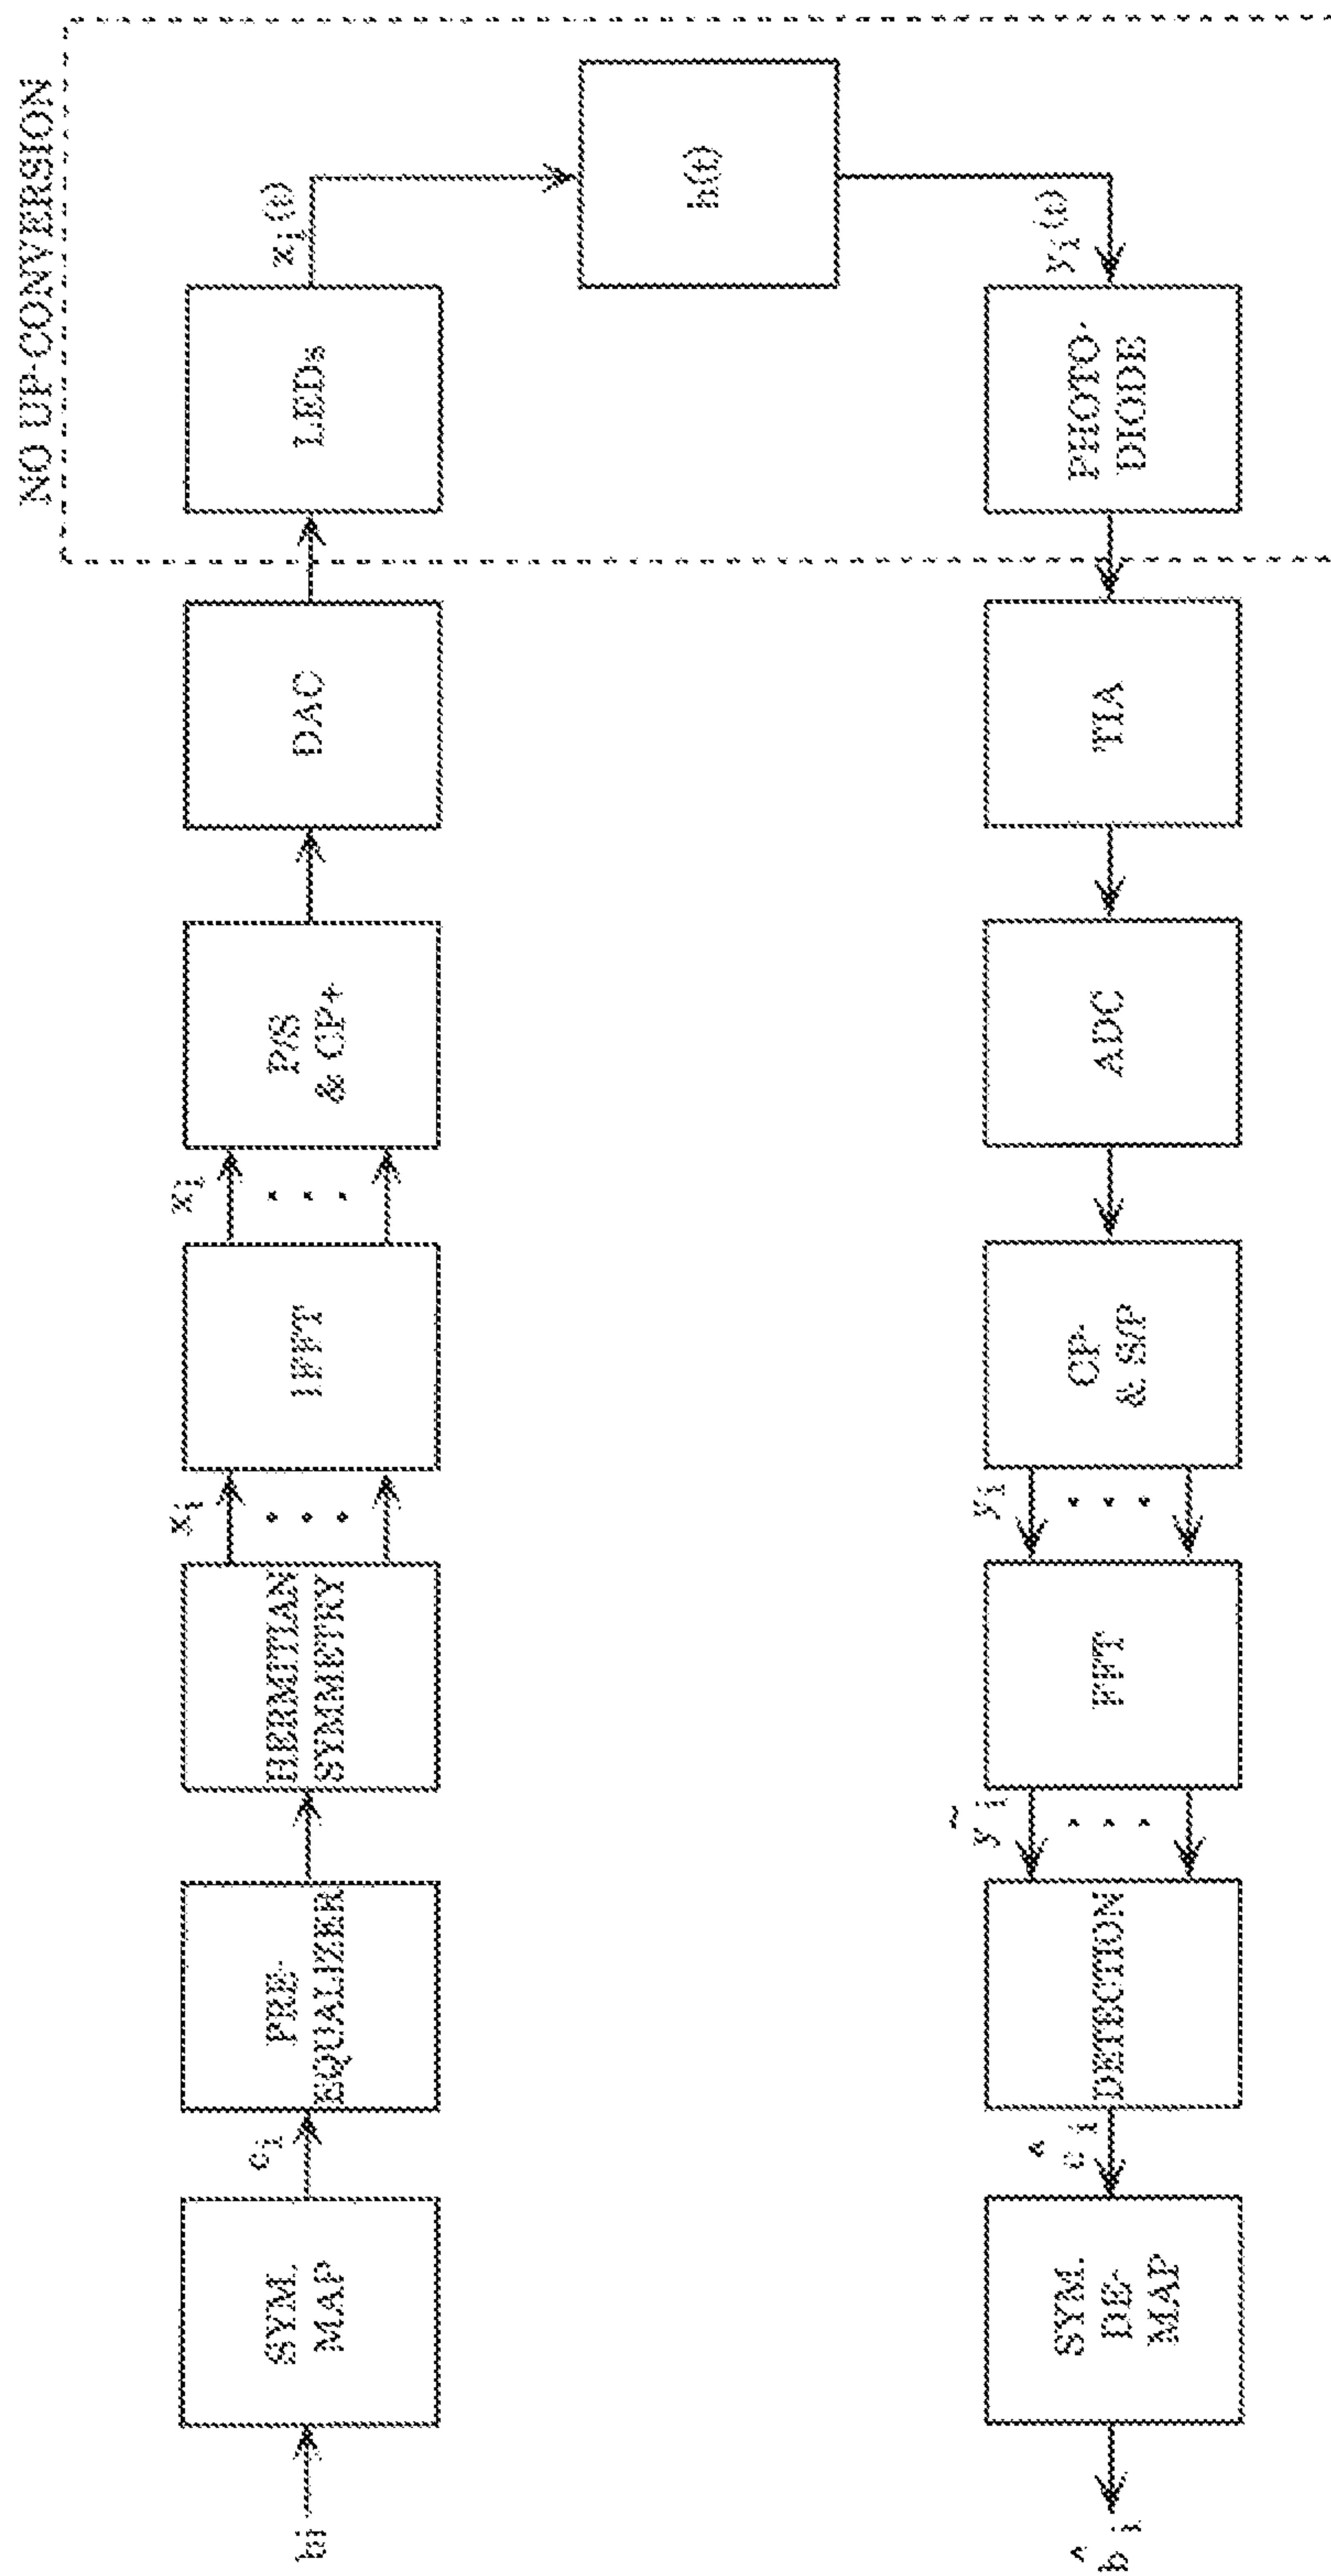 NO UP-CONVERSION
bi
SYM.
MAP
c_i
PRE-
EQUALIZER
HERMITIAN
SYMMETRY
X_i
. . .
IFFT
x_i
. . .
P/S
& CP+
DAC
LEDs
x_i(t)
h(t)
y_i(t)
PHOTO-
DIODE
TIA
ADC
CP-
& S/P
y_i
. . .
FFT
ỹ_i
. . .
DETECTION
ĉ_i
SYM.
DE-
MAP
b̂_i